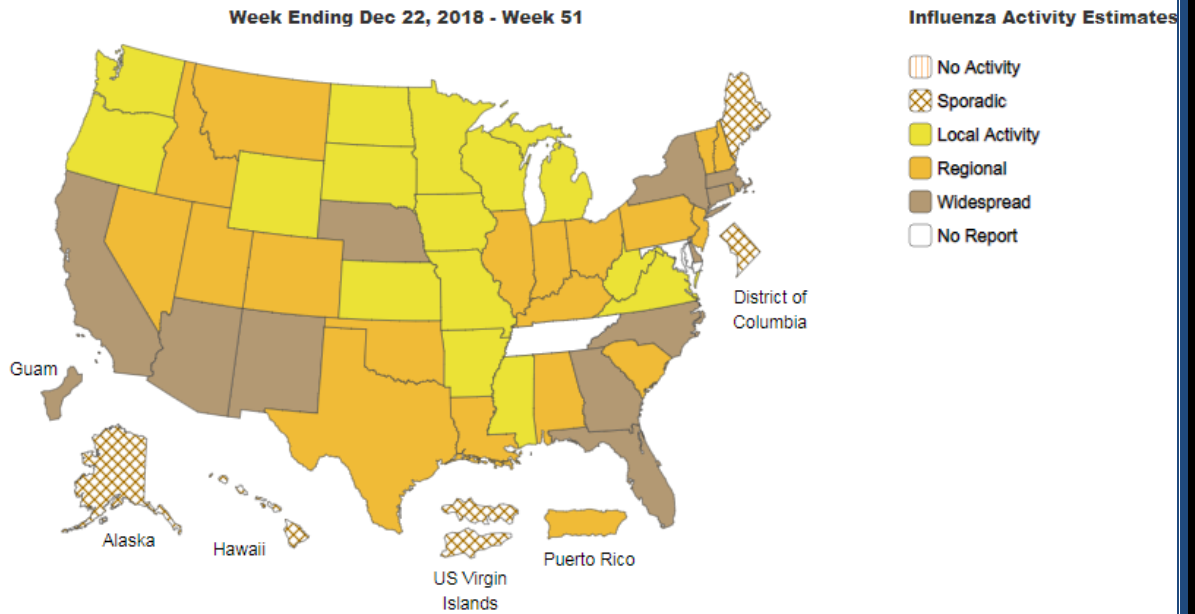 Week Ending Dec 22, 2018 - Week 51
Influenza Activity Estimates
No Activity
Sporadic
Local Activity
Regional
Widespread
No Report
District of
Columbia
Guam
Alaska
Hawaii
US Virgin
Islands
Puerto Rico